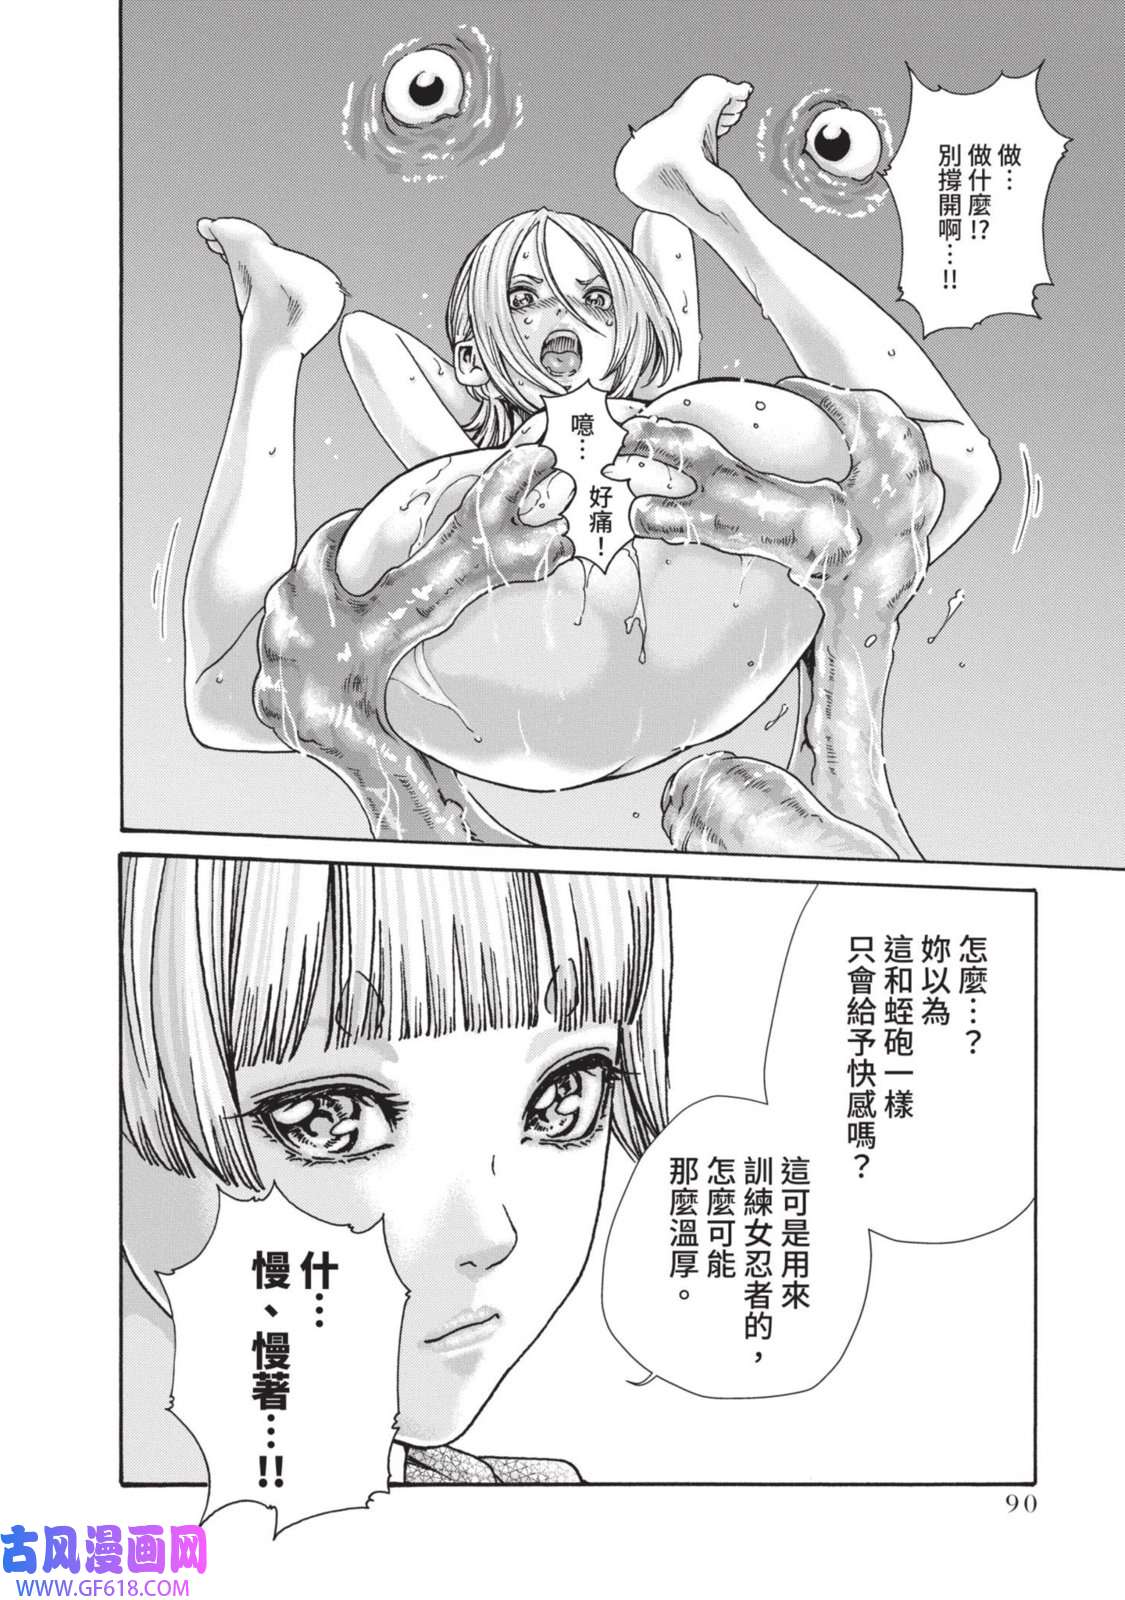 做…
做什麼!?
別撐開啊…!!
噫…
好痛!
怎麼…?
妳以為
這和蛭砲一樣
只會給予快感嗎?
這可是用來
訓練女忍者的,
怎麼可能
那麼溫厚。
什…
慢、慢著…!!
90
古风漫画网
WWW.GF618.COM